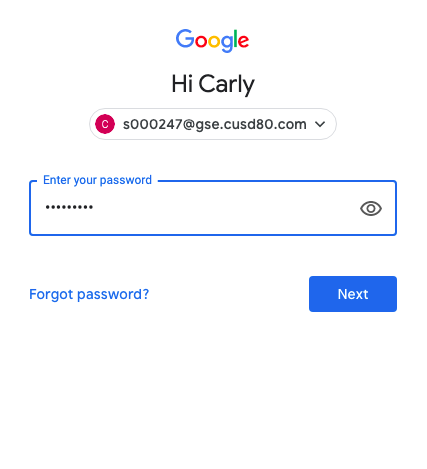 Google
Hi Carly
C s000247@gse.cusd80.com
Enter your password
•••••••••
Forgot password? Next